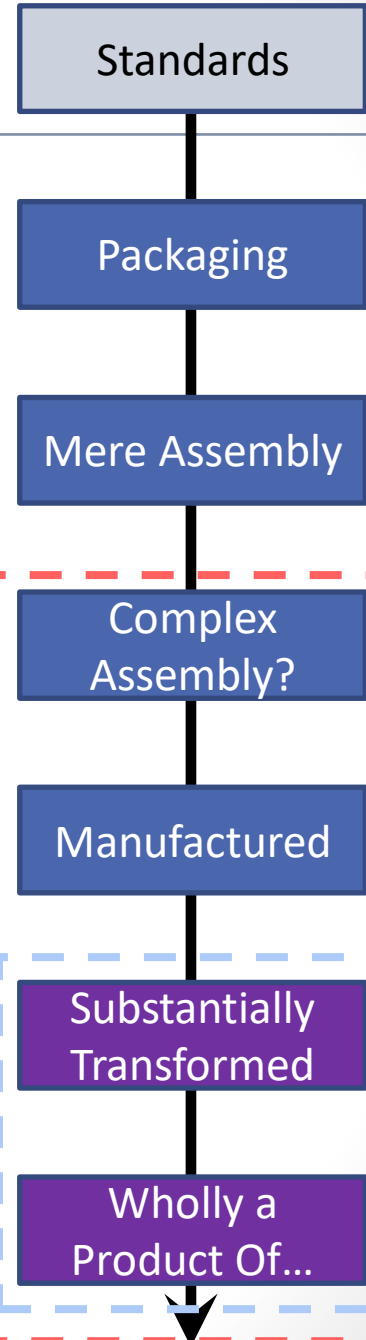 Standards
Packaging
Mere Assembly
Complex
Assembly?
Manufactured
Substantially
Transformed
Wholly a
Product Of…